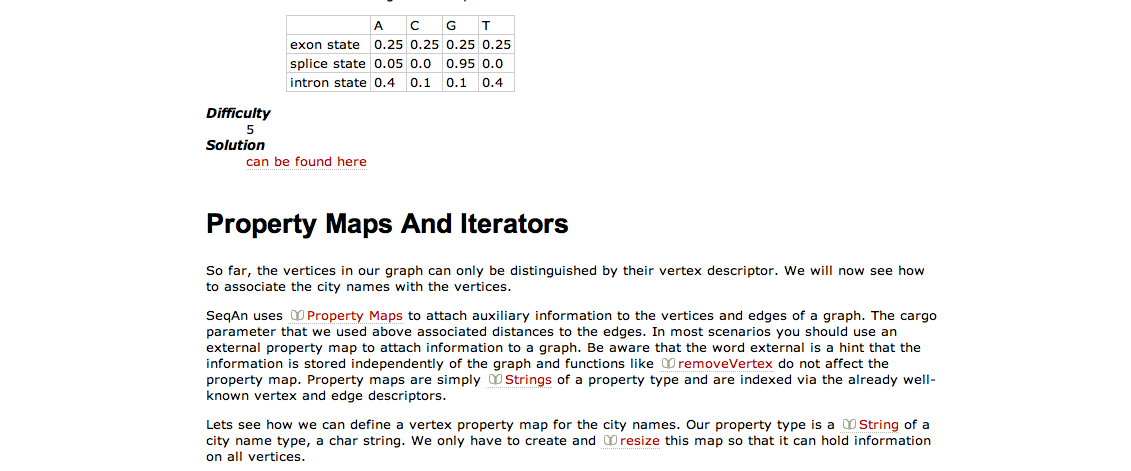 A C G T
exon state 0.25 0.25 0.25 0.25
splice state 0.05 0.0 0.95 0.0
intron state 0.4 0.1 0.1 0.4
Difficulty
5
Solution
can be found here
Property Maps And Iterators
So far, the vertices in our graph can only be distinguished by their vertex descriptor. We will now see how
to associate the city names with the vertices.
SeqAn uses Property Maps to attach auxiliary information to the vertices and edges of a graph. The cargo
parameter that we used above associated distances to the edges. In most scenarios you should use an
external property map to attach information to a graph. Be aware that the word external is a hint that the
information is stored independently of the graph and functions like removeVertex do not affect the
property map. Property maps are simply Strings of a property type and are indexed via the already well-
known vertex and edge descriptors.
Lets see how we can define a vertex property map for the city names. Our property type is a String of a
city name type, a char string. We only have to create and resize this map so that it can hold information
on all vertices.